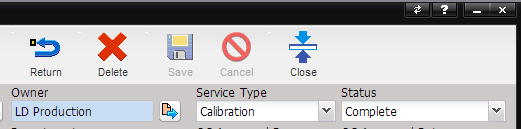 Return Delete Save Cancel Close
Owner Service Type Status
LD Production Calibration Complete